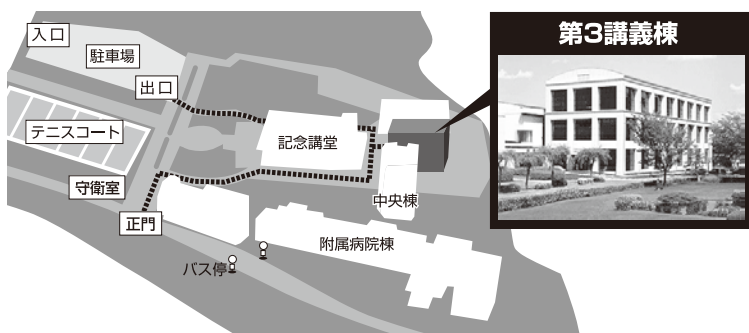 第3講義棟
入口
駐車場
出口
テニスコート
記念講堂
守衛室
中央棟
正門
附属病院棟
バス停